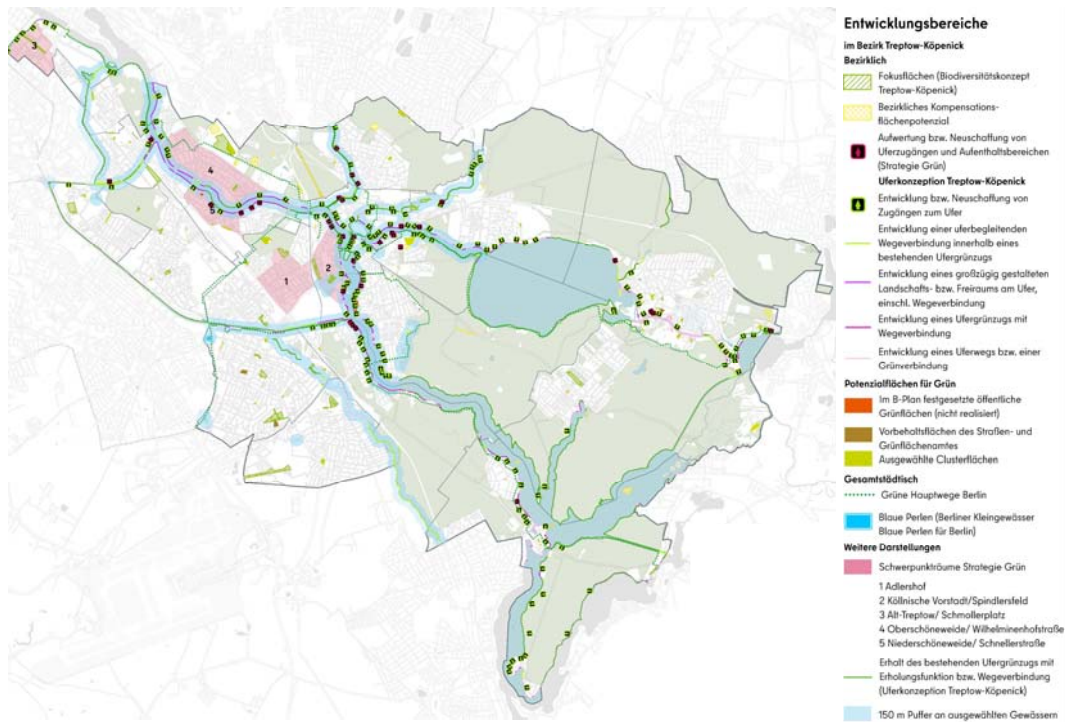 3
4
5
1
2
Entwicklungsbereiche
im Bezirk Treptow-Köpenick
Bezirklich
Fokusflächen (Biodiversitätskonzept
Treptow-Köpenick)
Bezirkliches Kompensations-
flächenpotenzial
Aufwertung bzw. Neuschaffung von
Uferzugängen und Aufenthaltsbereichen
(Strategie Grün)
Uferkonzeption Treptow-Köpenick
Entwicklung bzw. Neuschaffung von
Zugängen zum Ufer
Entwicklung einer uferbegleitenden
Wegeverbindung innerhalb eines
bestehenden Ufergrünzugs
Entwicklung eines großzügig gestalteten
Landschafts- bzw. Freiraums am Ufer,
einschl. Wegeverbindung
Entwicklung eines Ufergrünzugs mit
Wegeverbindung
Entwicklung eines Uferwegs bzw. einer
Grünverbindung
Potenzialflächen für Grün
Im B-Plan festgesetzte öffentliche
Grünflächen (nicht realisiert)
Vorbehaltsflächen des Straßen- und
Grünflächenamtes
Ausgewählte Clusterflächen
Gesamtstädtisch
Grüne Hauptwege Berlin
Blaue Perlen (Berliner Kleingewässer
Blaue Perlen für Berlin)
Weitere Darstellungen
Schwerpunkträume Strategie Grün
1 Adlershof
2 Köllnische Vorstadt/Spindlersfeld
3 Alt-Treptow/ Schmollerplatz
4 Oberschöneweide/ Wilhelminenhofstraße
5 Niederschöneweide/ Schnellerstraße
Erhalt des bestehenden Ufergrünzugs mit
Erholungsfunktion bzw. Wegeverbindung
(Uferkonzeption Treptow-Köpenick)
150 m Puffer an ausgewählten Gewässern